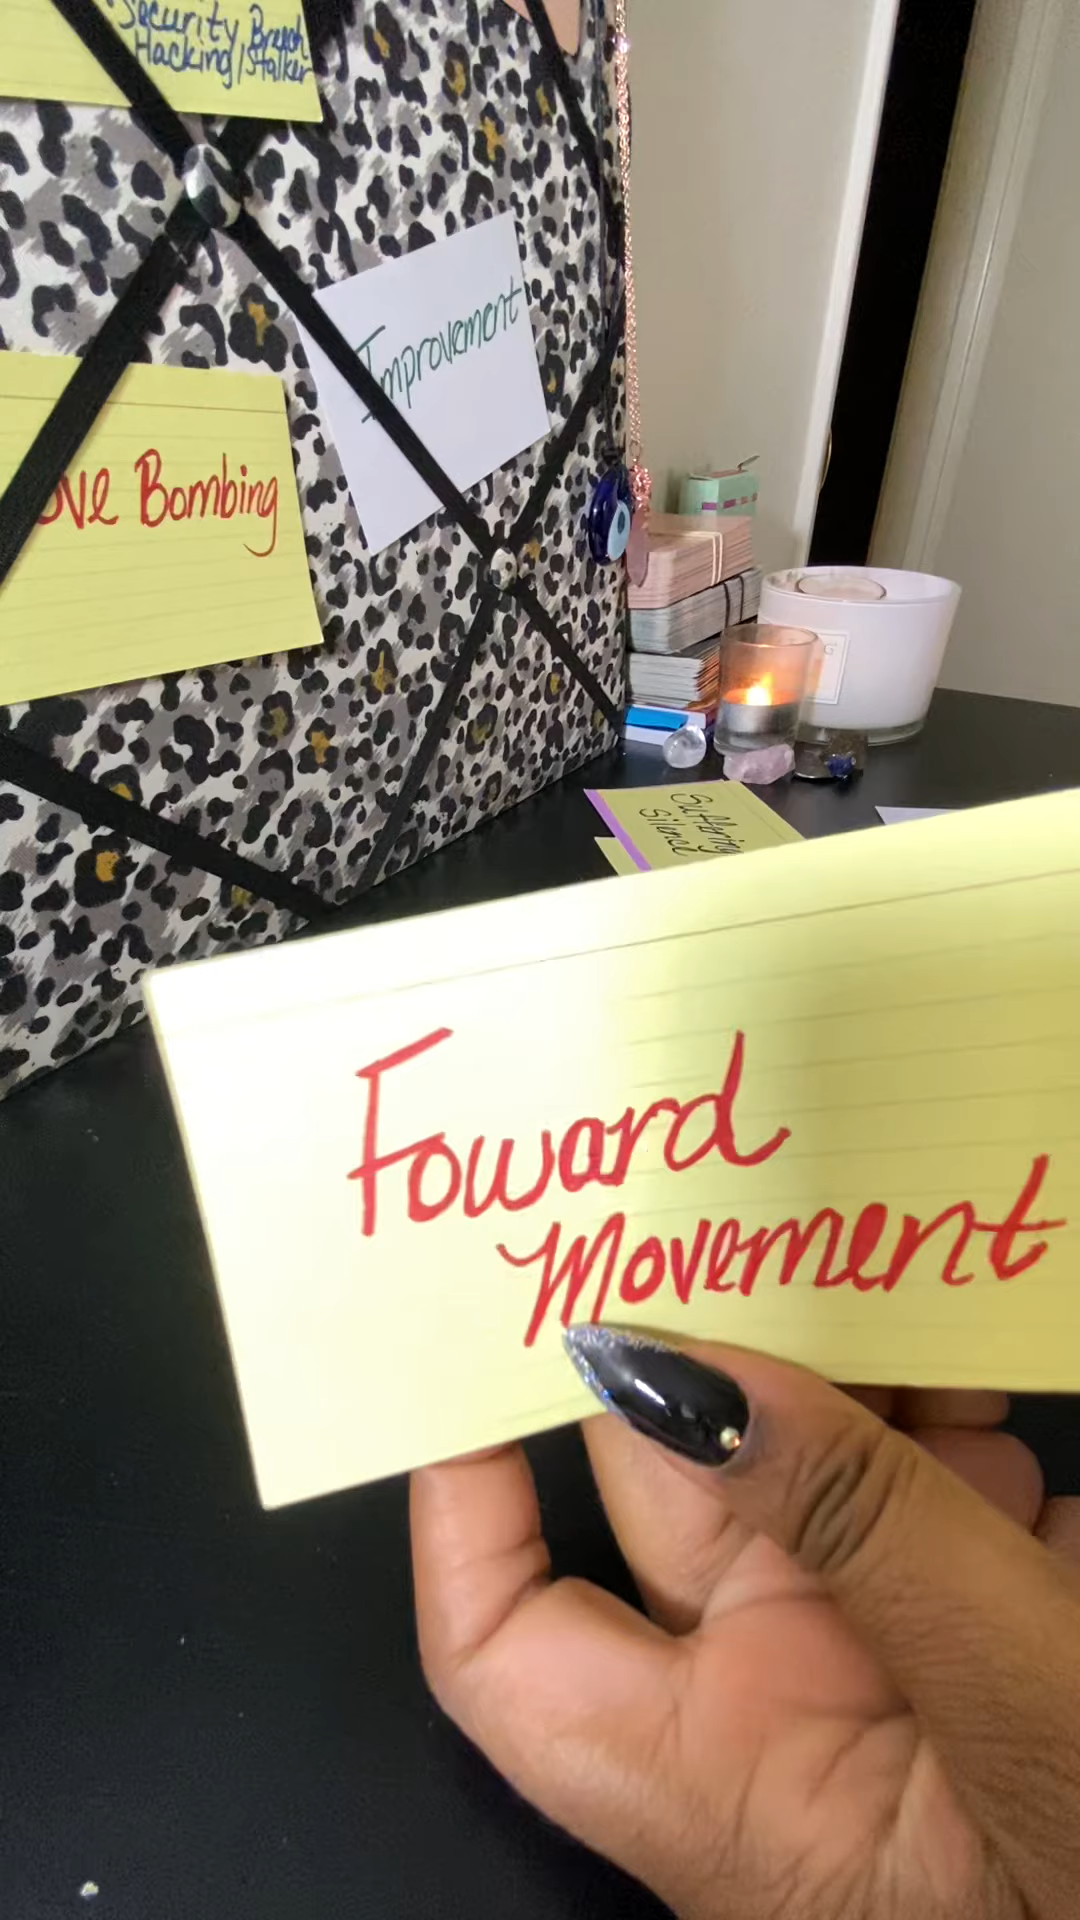 Security Breach
Hacking/Stalker
Improvement
ove Bombing
Suffering
Silence
Foward
Movement